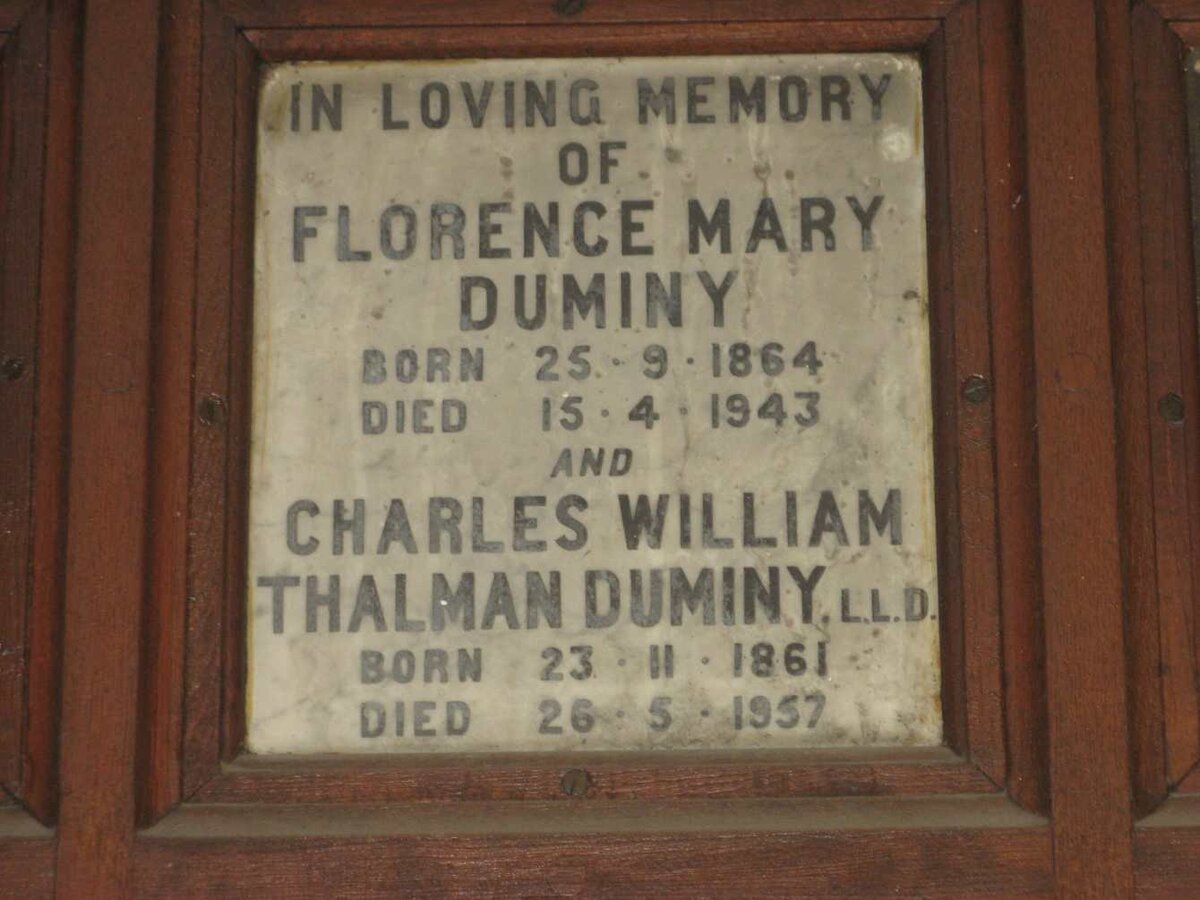 IN LOVING MEMORY
OF
FLORENCE MARY
DUMINY
BORN 25 · 9 · 1864
DIED 15 · 4 · 1943
AND
CHARLES WILLIAM
THALMAN DUMINY. L.L.D.
BORN 23 · 11 · 1861
DIED 26 · 5 · 1957